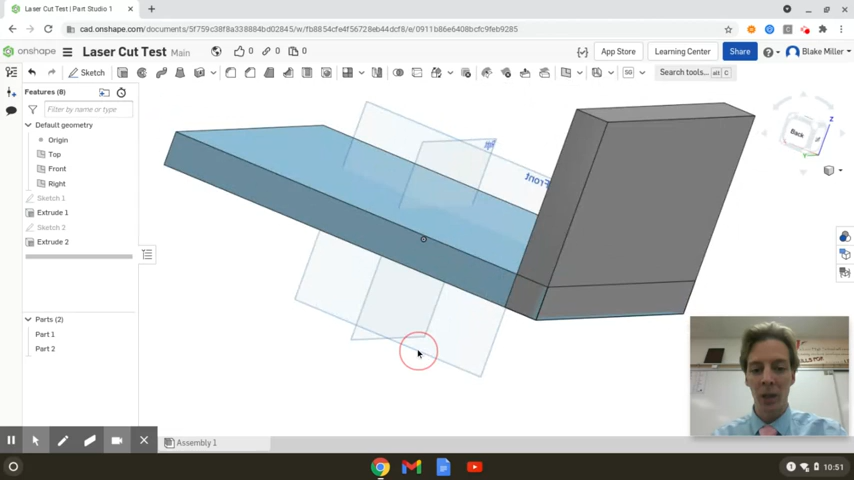 Laser Cut Test | Part Studio 1
cad.onshape.com/documents/5f759c38f8a338884bd02845/w/fb8854cfe4f56728eb44dcf8/e/0911b86e6408bcfc9feb9285
onshape
Laser Cut Test
Main
0
0
0
App Store
Learning Center
Share
Blake Miller
Sketch
SQ
Search tools...
alt
C
Features (8)
Filter by name or type
Default geometry
Origin
Top
Front
Right
Sketch 1
Extrude 1
Sketch 2
Extrude 2
Parts (2)
Part 1
Part 2
Front
Back
Z
Assembly 1
10:51